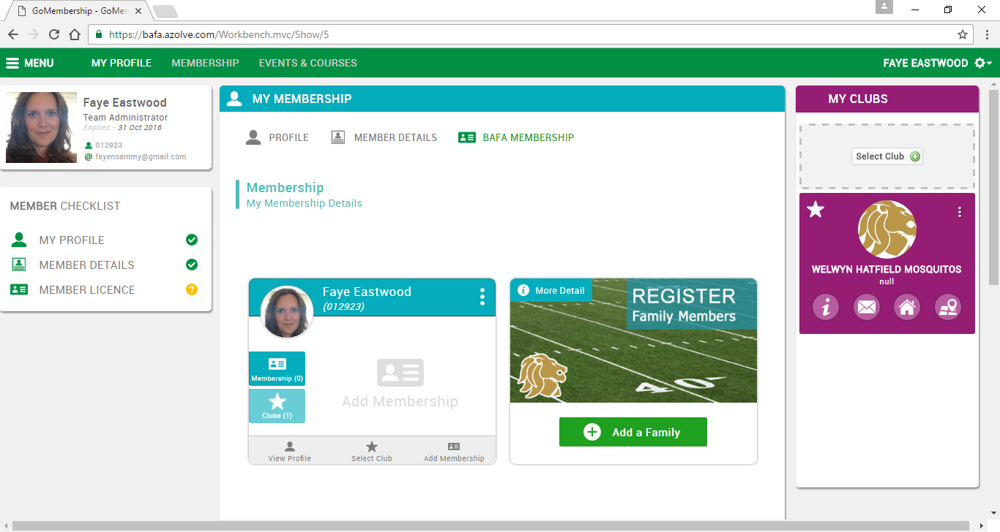 GoMembership - GoMem
https://bafa.azolve.com/Workbench.mvc/Show/5
MENU MY PROFILE MEMBERSHIP EVENTS & COURSES FAYE EASTWOOD
Faye Eastwood
Team Administrator
Expires - 31 Oct 2016
012923
@ fayensammy@gmail.com
MEMBER CHECKLIST
MY PROFILE
MEMBER DETAILS
MEMBER LICENCE ?
MY MEMBERSHIP
PROFILE MEMBER DETAILS BAFA MEMBERSHIP
Membership
My Membership Details
Faye Eastwood
(012923)
Membership (0)
Clubs (1)
Add Membership
View Profile Select Club Add Membership
i More Detail
REGISTER
Family Members
40
Add a Family
MY CLUBS
Select Club
WELWYN HATFIELD MOSQUITOS
null
i